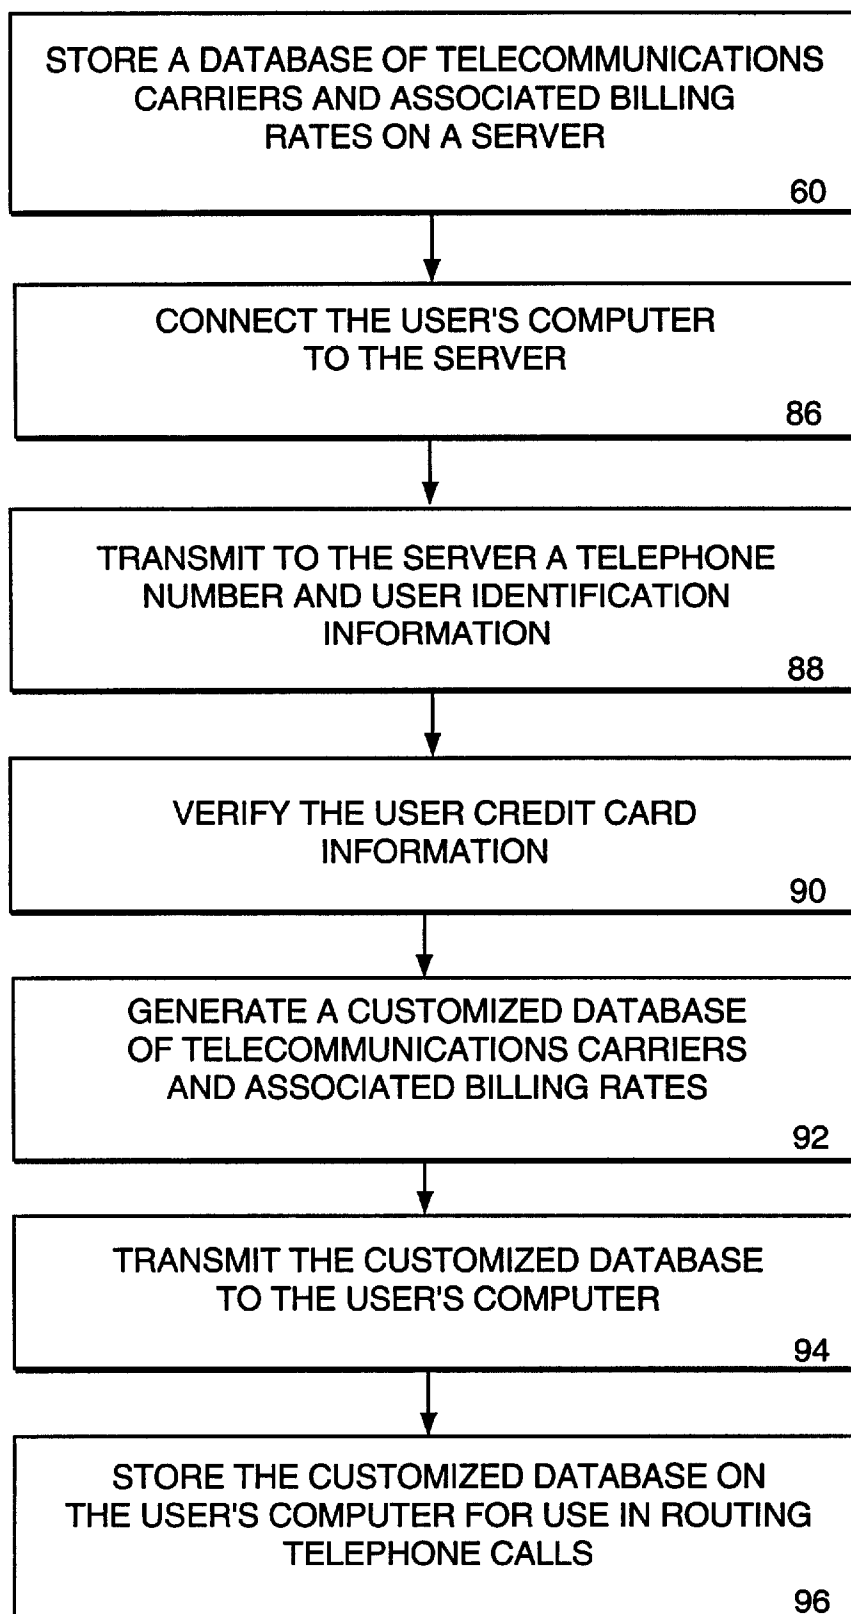 STORE A DATABASE OF TELECOMMUNICATIONS
CARRIERS AND ASSOCIATED BILLING
RATES ON A SERVER
60
CONNECT THE USER'S COMPUTER
TO THE SERVER
86
TRANSMIT TO THE SERVER A TELEPHONE
NUMBER AND USER IDENTIFICATION
INFORMATION
88
VERIFY THE USER CREDIT CARD
INFORMATION
90
GENERATE A CUSTOMIZED DATABASE
OF TELECOMMUNICATIONS CARRIERS
AND ASSOCIATED BILLING RATES
92
TRANSMIT THE CUSTOMIZED DATABASE
TO THE USER'S COMPUTER
94
STORE THE CUSTOMIZED DATABASE ON
THE USER'S COMPUTER FOR USE IN ROUTING
TELEPHONE CALLS
96